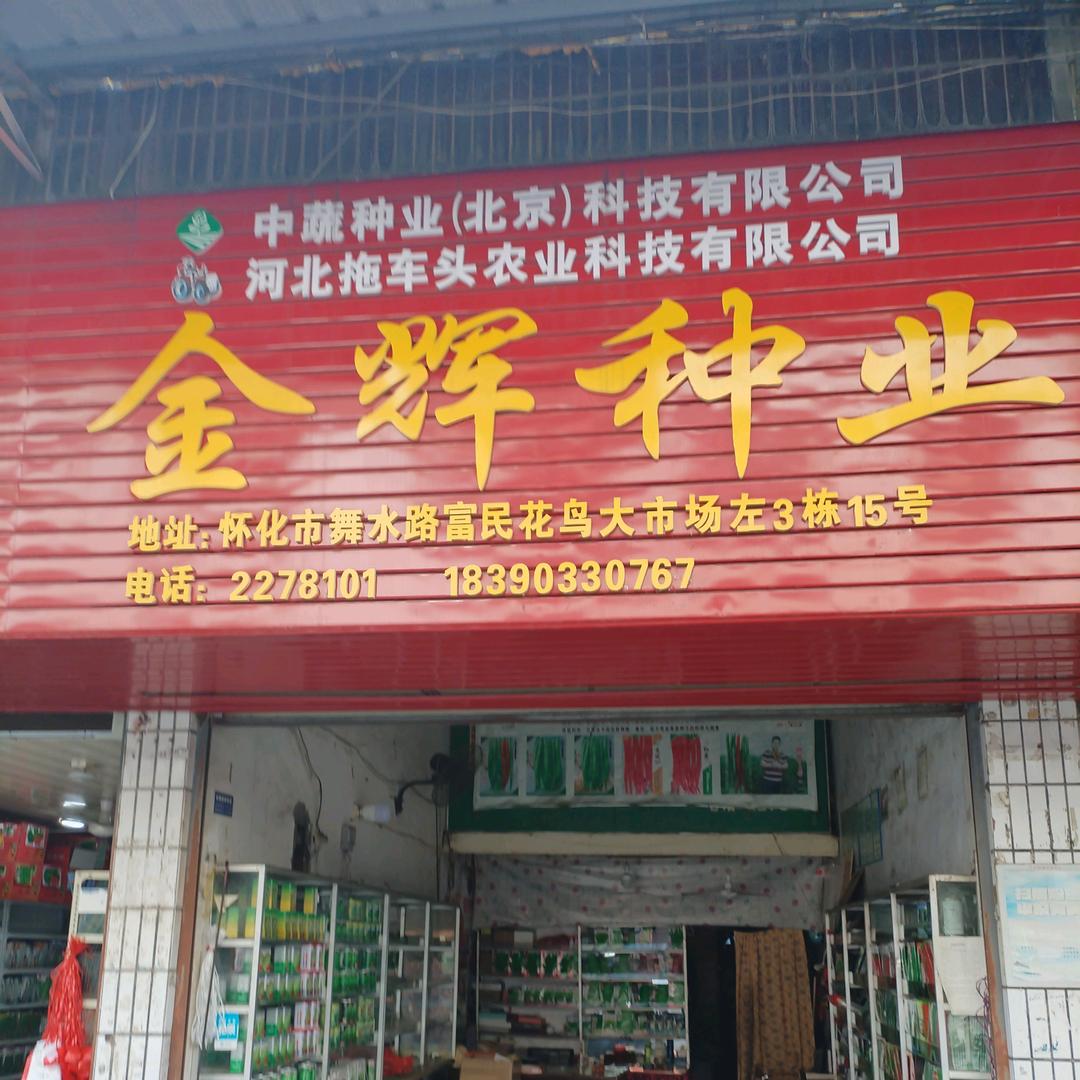 中蔬种业(北京)科技有限公司
河北拖车头农业科技有限公司
金辉种业
地址:怀化市舞水路富民花鸟大市场左3栋15号
电话: 2278101 18390330767